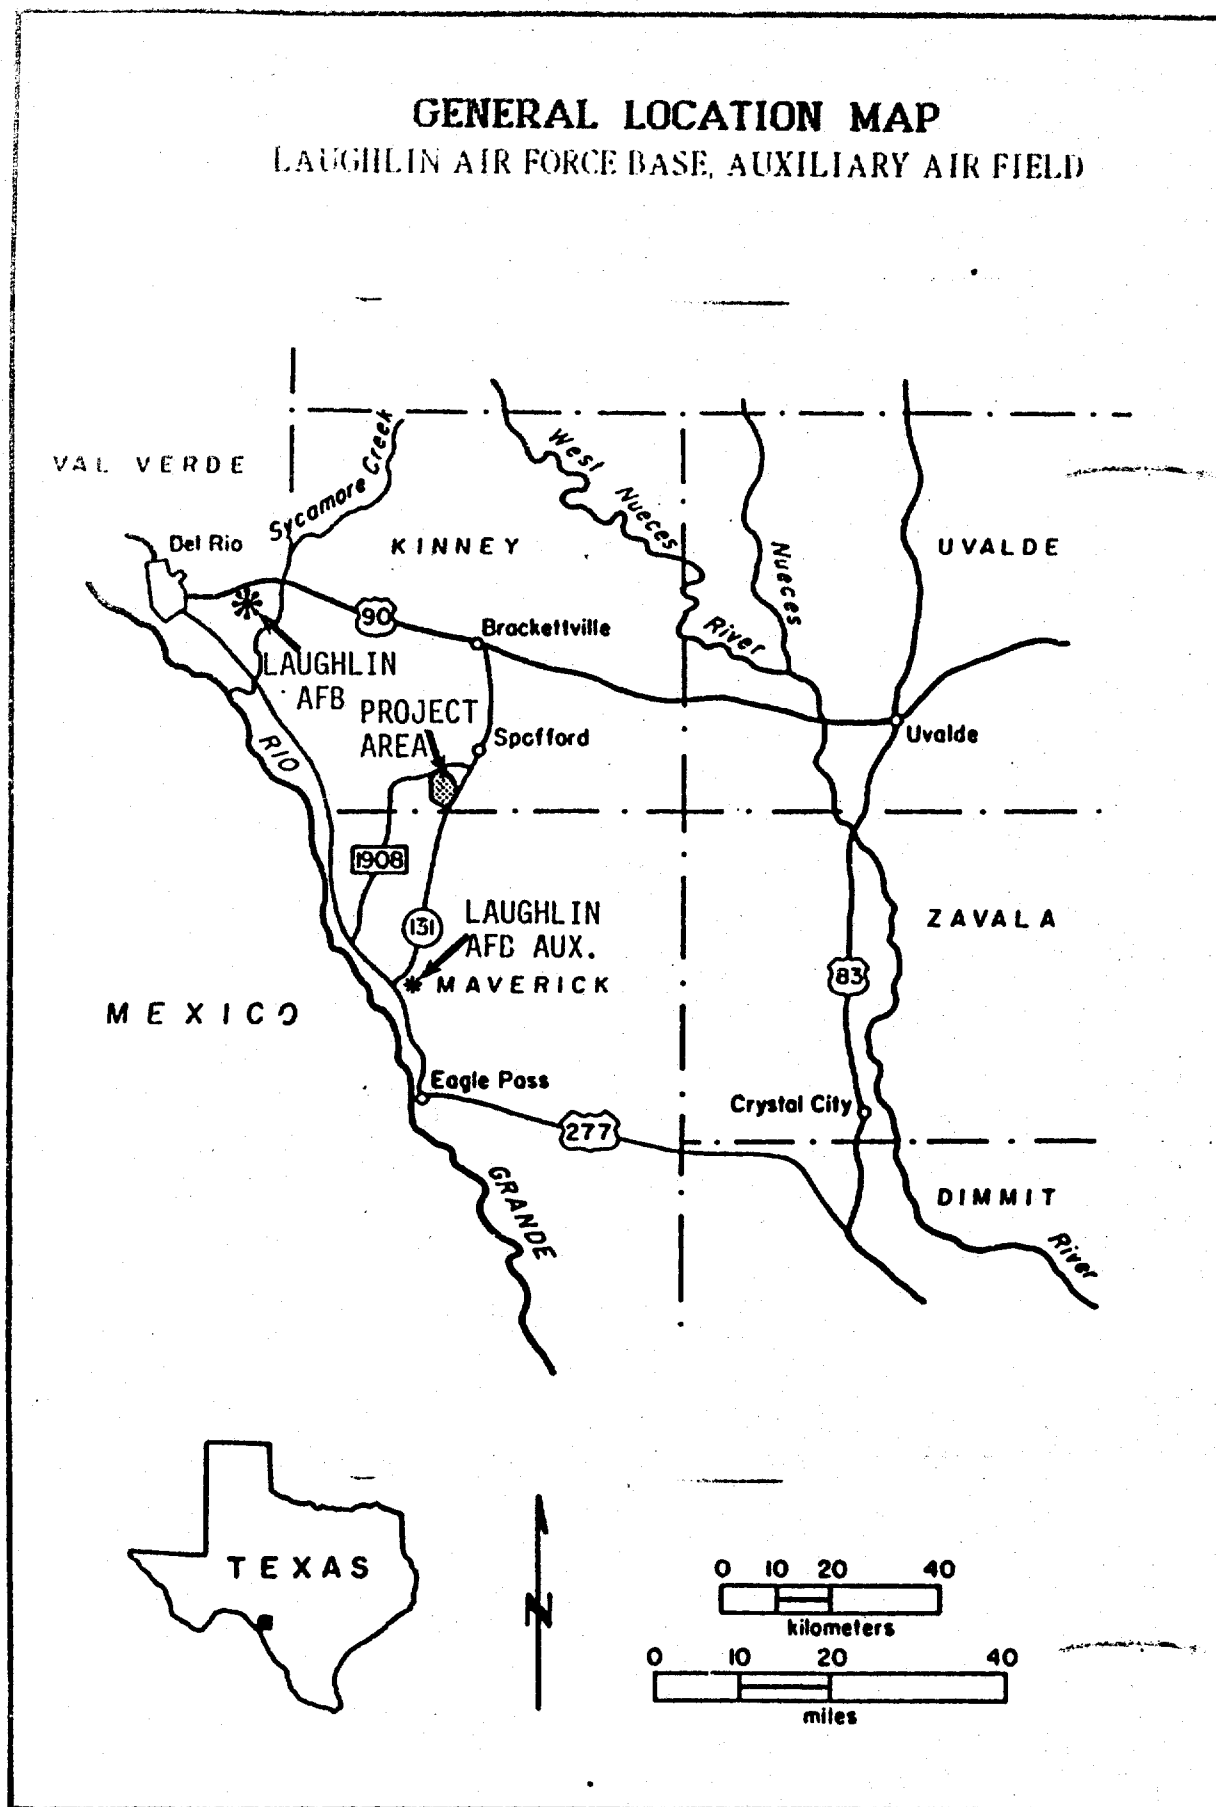 GENERAL LOCATION MAP
LAUGHLIN AIR FORCE BASE, AUXILIARY AIR FIELD
VAL VERDE
Sycamore Creek
West Nueces River
Nueces
Del Rio
KINNEY
UVALDE
90
Brackettville
LAUGHLIN
AFB
PROJECT
AREA
RIO
Spofford
Uvalde
1908
LAUGHLIN
AFB AUX.
131
ZAVALA
83
MAVERICK
MEXICO
Eagle Pass
Crystal City
277
GRANDE
DIMMIT
River
TEXAS
N
0 10 20 40
kilometers
0 10 20 40
miles